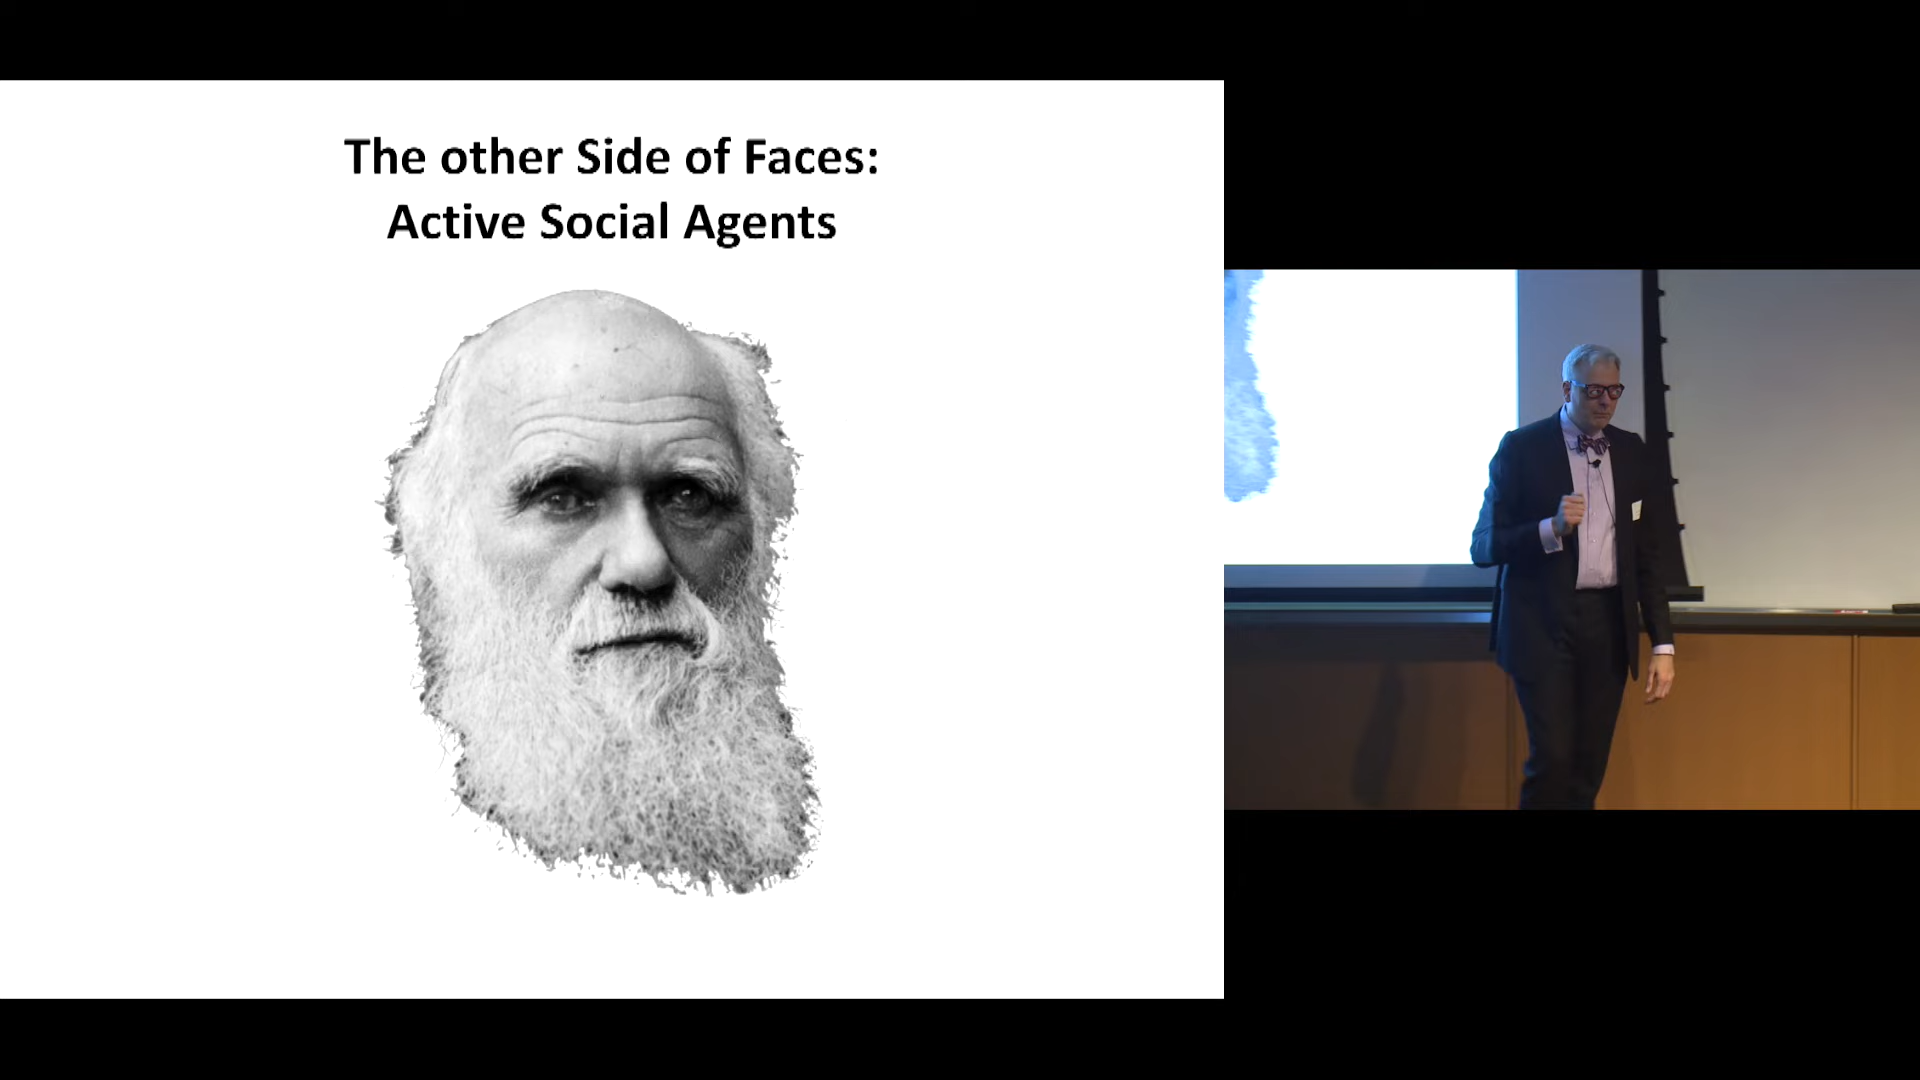 The other Side of Faces:
Active Social Agents